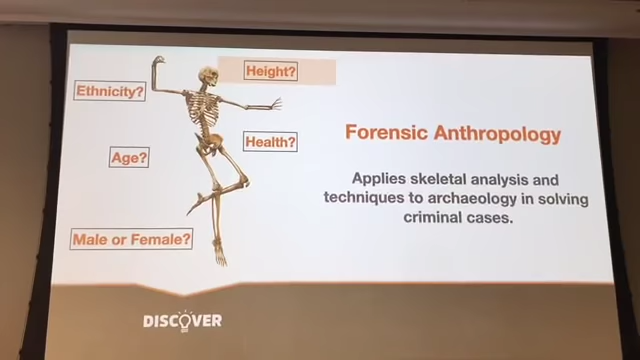 Ethnicity?
Height?
Age?
Health?
Male or Female?
Forensic Anthropology
Applies skeletal analysis and
techniques to archaeology in solving
criminal cases.
DISCOVER